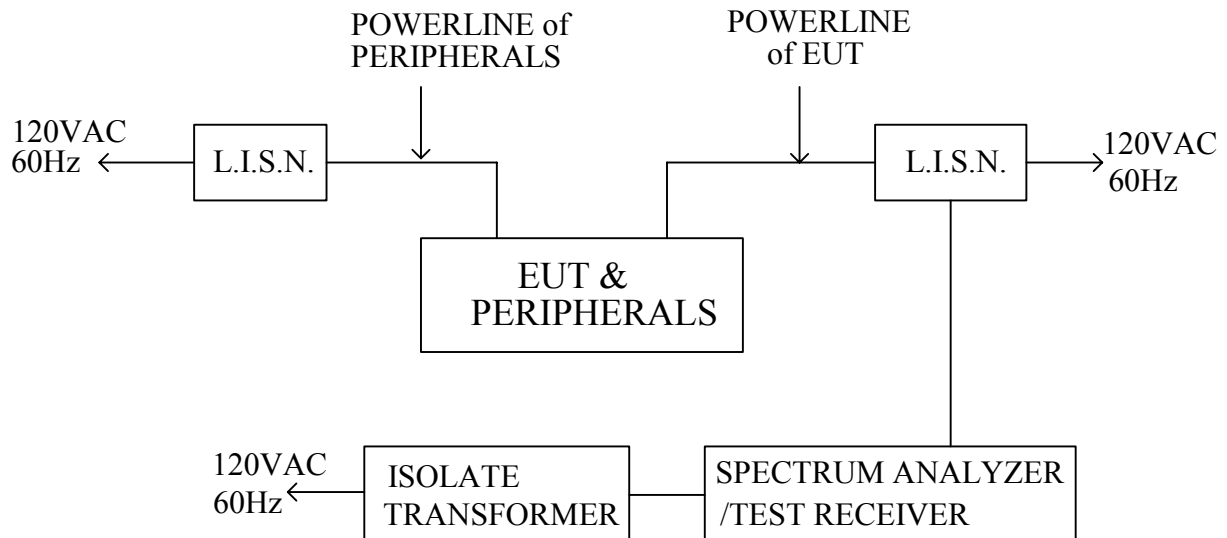 POWERLINE of
PERIPHERALS
POWERLINE
of EUT
120VAC
60Hz
L.I.S.N.
L.I.S.N.
120VAC
60Hz
EUT &
PERIPHERALS
120VAC
60Hz
ISOLATE
TRANSFORMER
SPECTRUM ANALYZER
/TEST RECEIVER